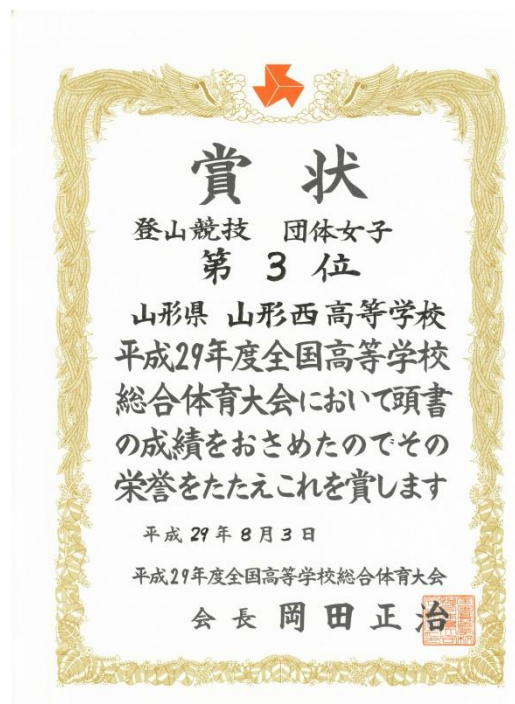 賞状
登山競技 団体女子
第3位
山形県 山形西高等学校
平成29年度全国高等学校
総合体育大会において頭書
の成績をおさめたのでその
栄誉をたたえこれを賞します
平成29年8月3日
平成29年度全国高等学校総合体育大会
会長 岡田正治